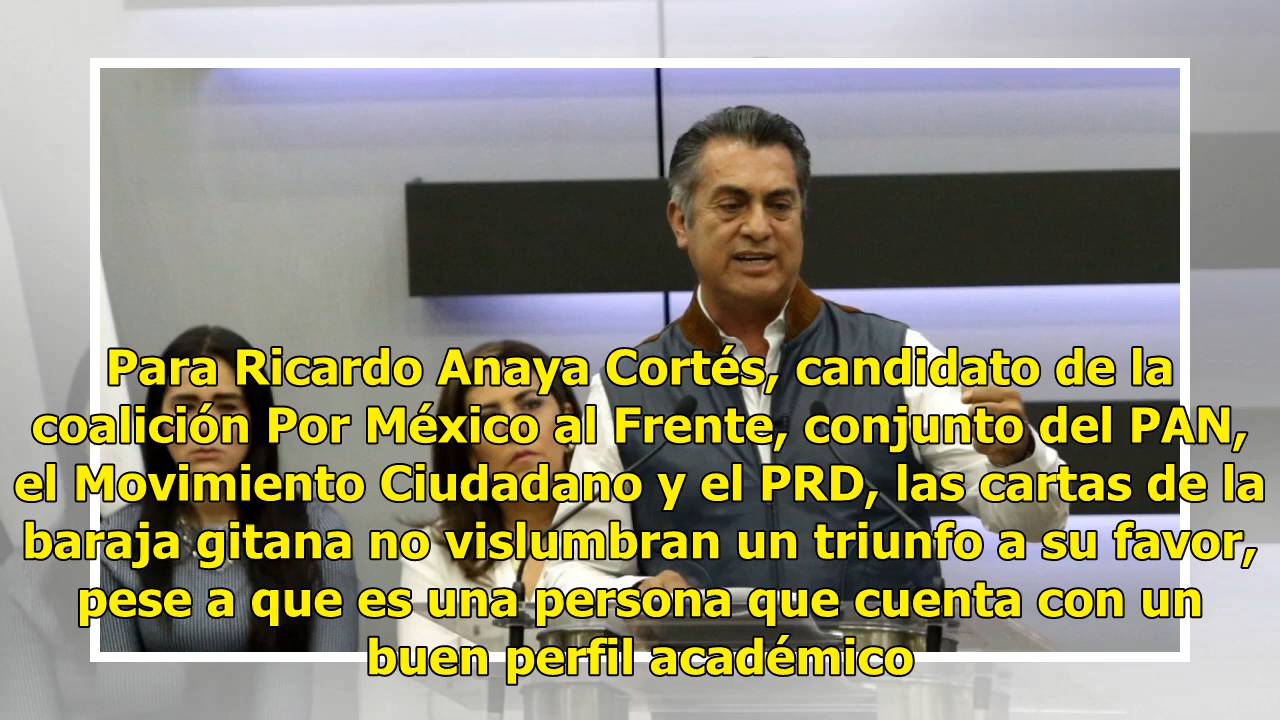 Para Ricardo Anaya Cortés, candidato de la
coalición Por México al Frente, conjunto del PAN,
el Movimiento Ciudadano y el PRD, las cartas de la
baraja gitana no vislumbran un triunfo a su favor,
pese a que es una persona que cuenta con un
buen perfil académico